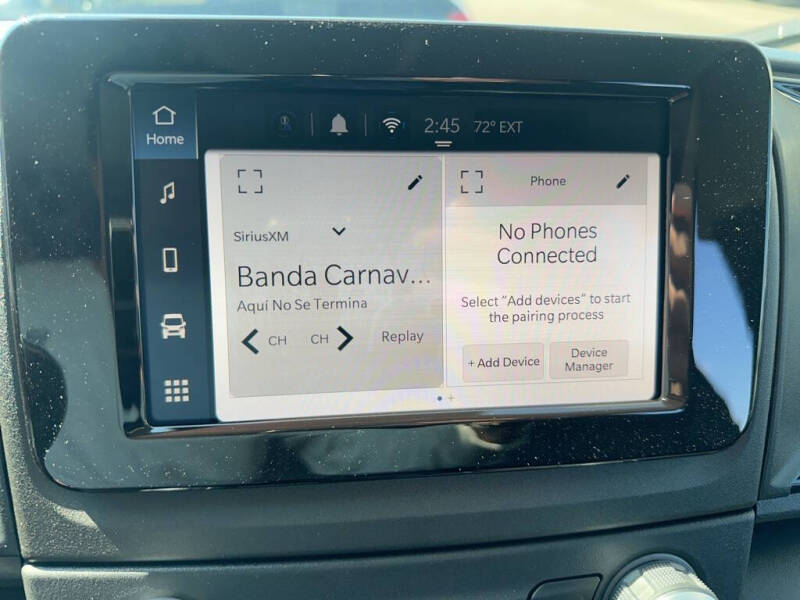 Home
2:45 72° EXT
SiriusXM
Banda Carnav...
Aquí No Se Termina
CH CH Replay
Phone
No Phones
Connected
Select "Add devices" to start
the pairing process
+ Add Device
Device
Manager